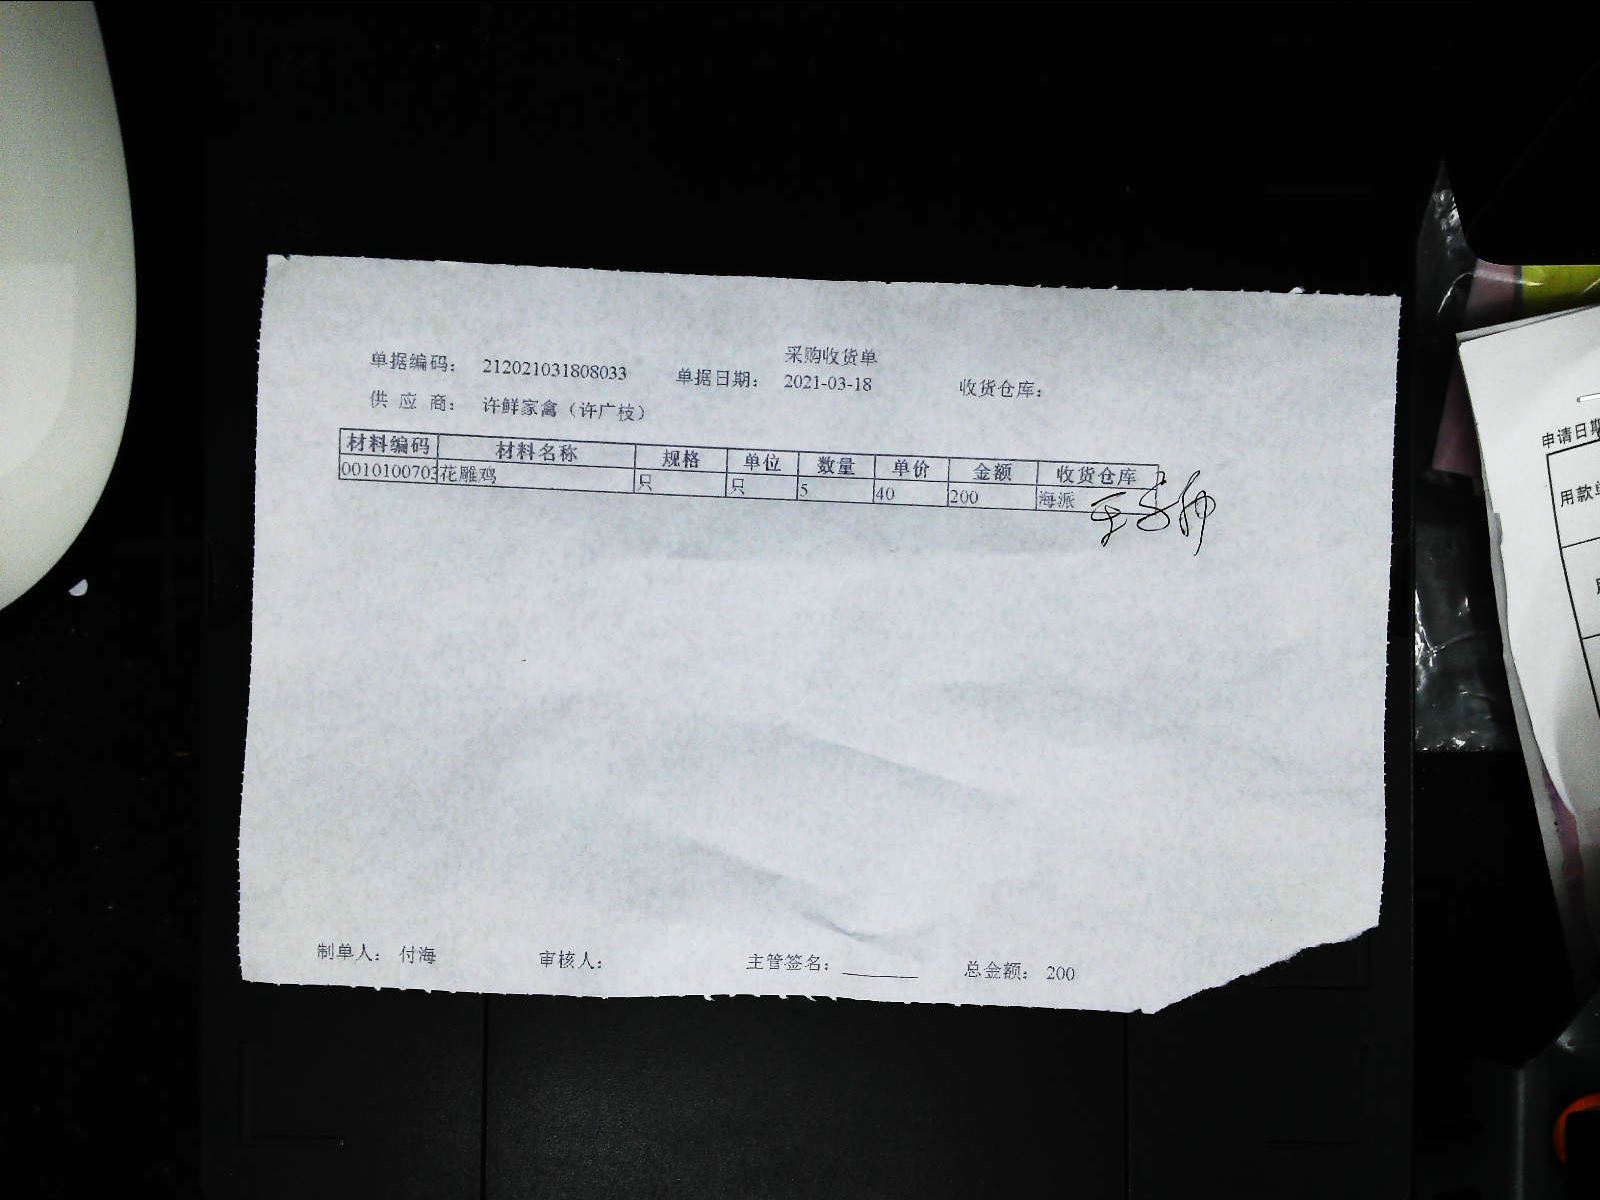 采购收货单
单据编码： 212021031808033 单据日期： 2021-03-18 收货仓库：
供 应 商： 许鲜家禽（许广枝）
材料编码 材料名称 规格 单位 数量 单价 金额 收货仓库
0010100703 花雕鸡 只 只 5 40 200 海派
制单人： 付海 审核人： 主管签名：_______ 总金额： 200
申请日期
用款单